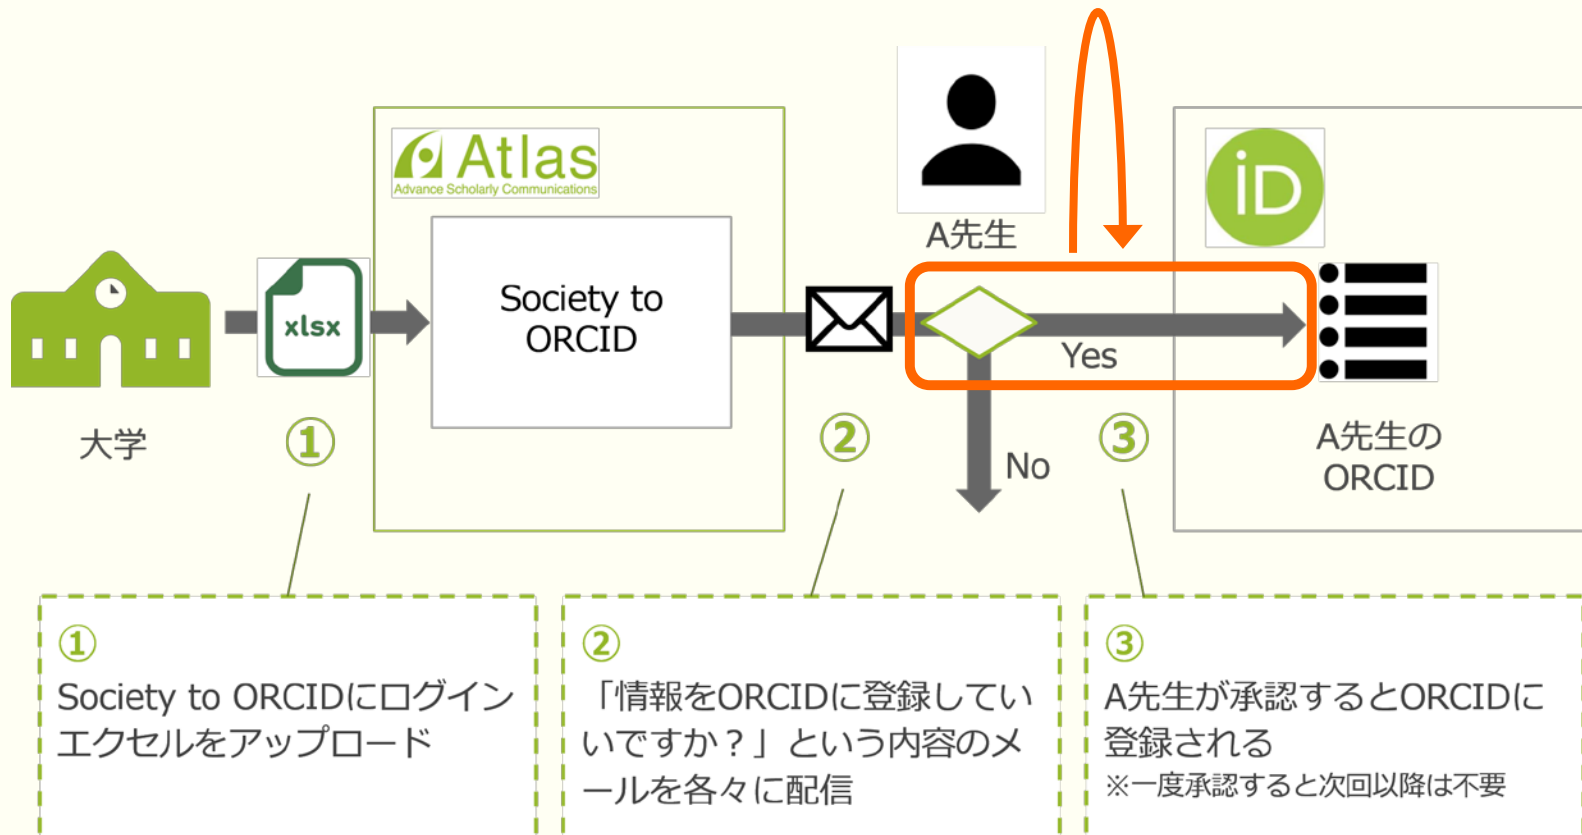 Atlas
Advance Scholarly Communications
A先生
iD
Society to
ORCID
xlsx
Yes
大学
①
②
③
No
A先生の
ORCID
①
Society to ORCIDにログイン
エクセルをアップロード
②
「情報をORCIDに登録してい
いですか？」という内容のメ
ールを各々に配信
③
A先生が承認するとORCIDに
登録される
※一度承認すると次回以降は不要